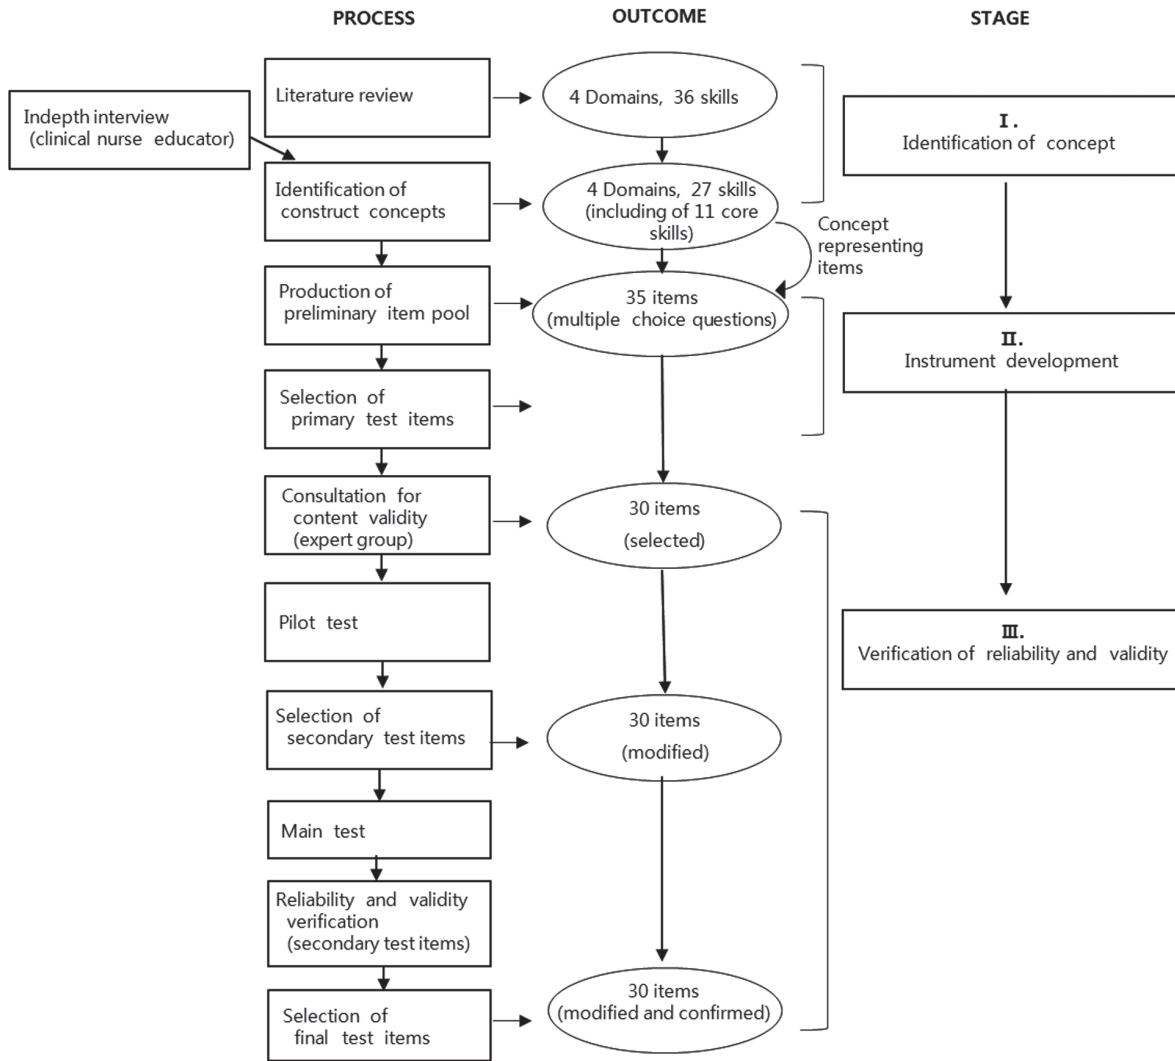 PROCESS
OUTCOME
STAGE
Literature review
4 Domains, 36 skills
Indepth interview
(clinical nurse educator)
I.
Identification of concept
Identification of
construct concepts
4 Domains, 27 skills
(including of 11 core
skills)
Concept
representing
items
Production of
preliminary item pool
35 items
(multiple choice questions)
II.
Instrument development
Selection of
primary test items
Consultation for
content validity
(expert group)
30 items
(selected)
Pilot test
III.
Verification of reliability and validity
Selection of
secondary test items
30 items
(modified)
Main test
Reliability and validity
verification
(secondary test items)
Selection of
final test items
30 items
(modified and confirmed)